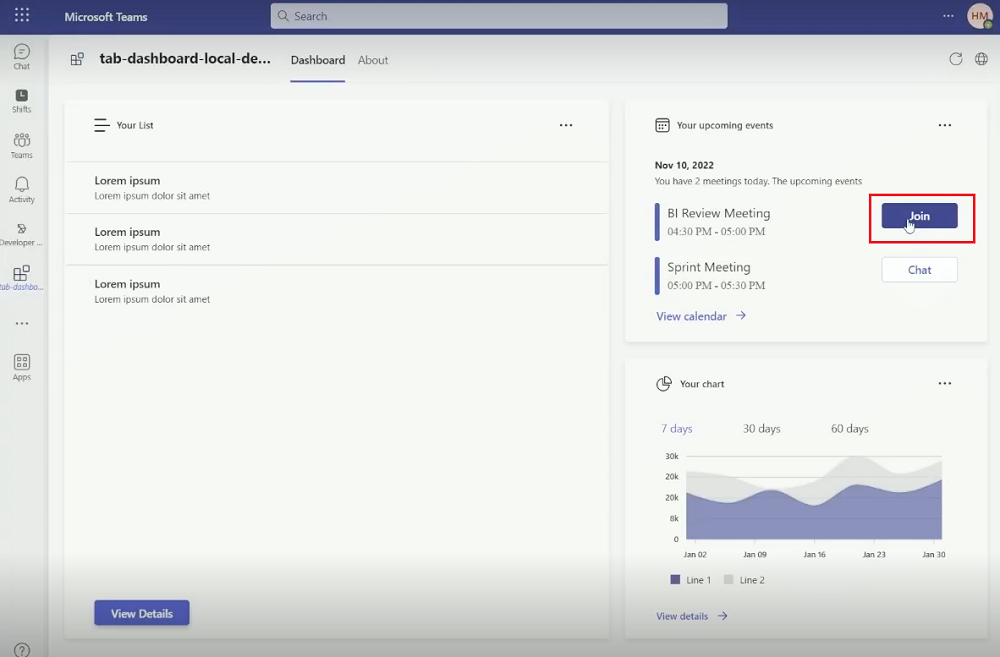 Microsoft Teams
Search
HM
Chat
Shifts
Teams
Activity
Developer ...
tab-dashbo...
Apps
tab-dashboard-local-de...
Dashboard
About
Your List
Lorem ipsum
Lorem ipsum dolor sit amet
Lorem ipsum
Lorem ipsum dolor sit amet
Lorem ipsum
Lorem ipsum dolor sit amet
View Details
Your upcoming events
Nov 10, 2022
You have 2 meetings today. The upcoming events
BI Review Meeting
04:30 PM - 05:00 PM
Join
Sprint Meeting
05:00 PM - 05:30 PM
Chat
View calendar
Your chart
7 days 30 days 60 days
30k
20k
20k
8k
0
Jan 02 Jan 09 Jan 16 Jan 23 Jan 30
Line 1 Line 2
View details